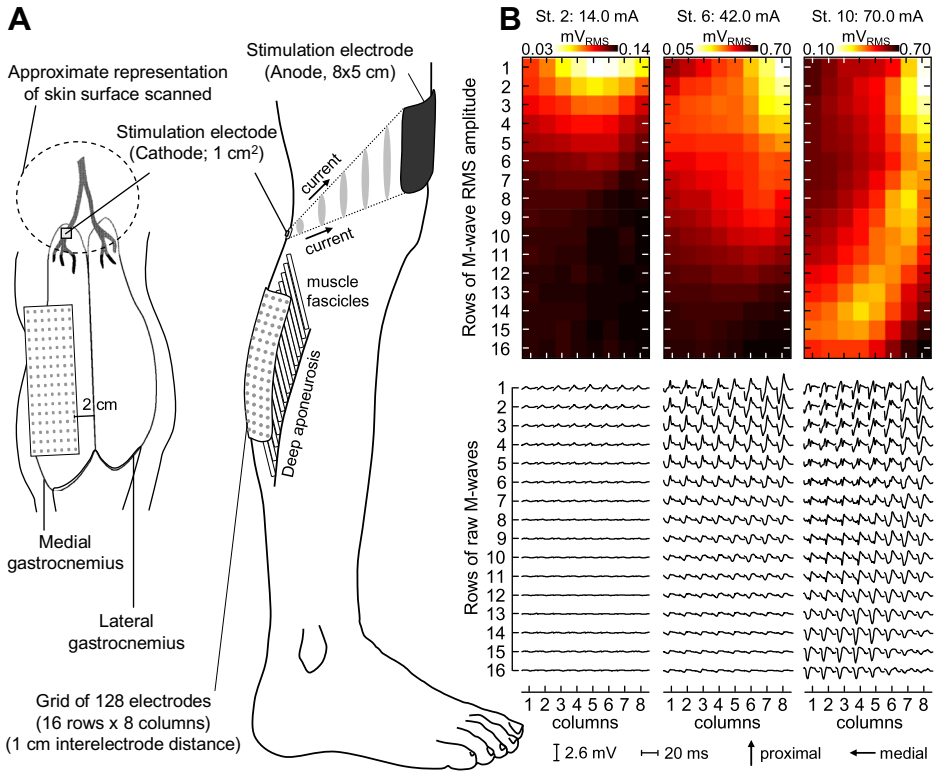 A
Stimulation electrode
(Anode, 8x5 cm)
Approximate representation
of skin surface scanned
Stimulation electode
(Cathode; 1 cm²)
current
current
muscle
fascicles
Deep aponeurosis
2 cm
Medial
gastrocnemius
Lateral
gastrocnemius
Grid of 128 electrodes
(16 rows x 8 columns)
(1 cm interelectrode distance)
B
St. 2: 14.0 mA
St. 6: 42.0 mA
St. 10: 70.0 mA
mVRMS
mVRMS
mVRMS
0.03 0.14
0.05 0.70
0.10 0.70
Rows of M-wave RMS amplitude
1
2
3
4
5
6
7
8
9
10
11
12
13
14
15
16
Rows of raw M-waves
1
2
3
4
5
6
7
8
9
10
11
12
13
14
15
16
1 2 3 4 5 6 7 8
1 2 3 4 5 6 7 8
1 2 3 4 5 6 7 8
columns
columns
columns
2.6 mV
20 ms
proximal
medial